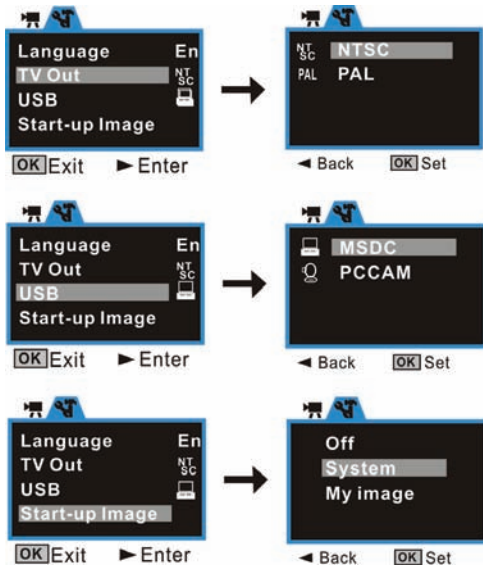 Language En
TV Out NT SC
USB
Start-up Image
OK Exit ► Enter
NT SC NTSC
PAL PAL
◄ Back OK Set
Language En
TV Out NT SC
USB
Start-up Image
OK Exit ► Enter
MSDC
PCCAM
◄ Back OK Set
Language En
TV Out NT SC
USB
Start-up Image
OK Exit ► Enter
Off
System
My image
◄ Back OK Set